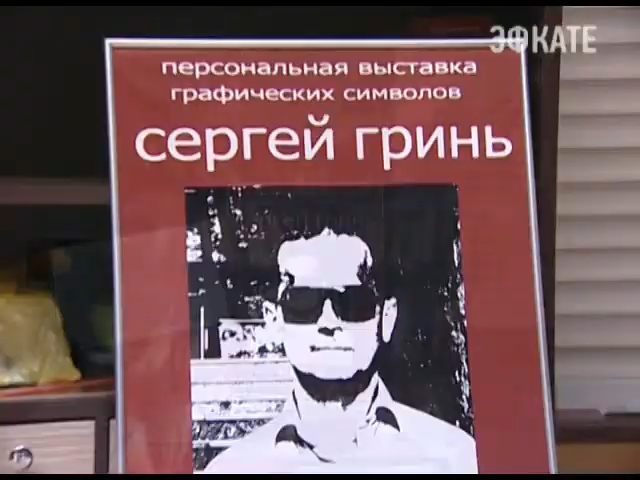 ЭФКАТЕ
персональная выставка
графических символов
сергей гринь